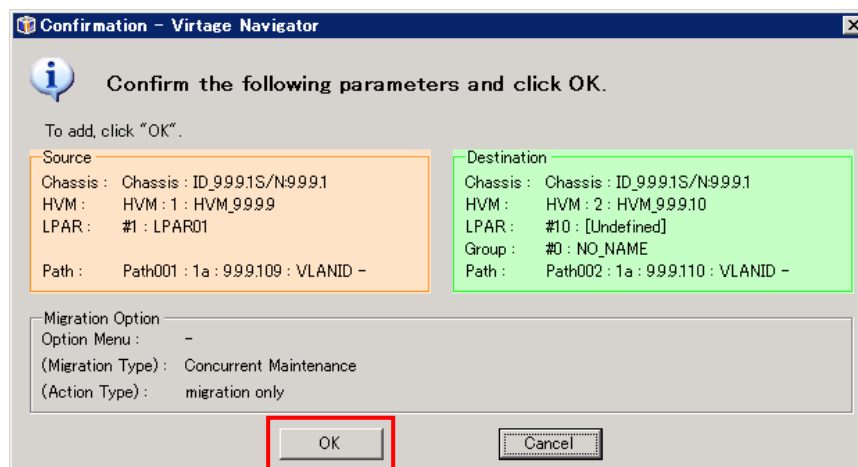 Confirmation - Virtage Navigator
Confirm the following parameters and click OK.
To add, click "OK".
Source
Chassis : Chassis : ID_9.9.9.1S/N:9.9.9.1
HVM : HVM : 1 : HVM_9.9.9.9
LPAR : #1 : LPAR01
Path : Path001 : 1a : 9.9.9.109 : VLANID -
Destination
Chassis : Chassis : ID_9.9.9.1S/N:9.9.9.1
HVM : HVM : 2 : HVM_9.9.9.10
LPAR : #10 : [Undefined]
Group : #0 : NO_NAME
Path : Path002 : 1a : 9.9.9.110 : VLANID -
Migration Option
Option Menu : -
(Migration Type) : Concurrent Maintenance
(Action Type) : migration only
OK
Cancel